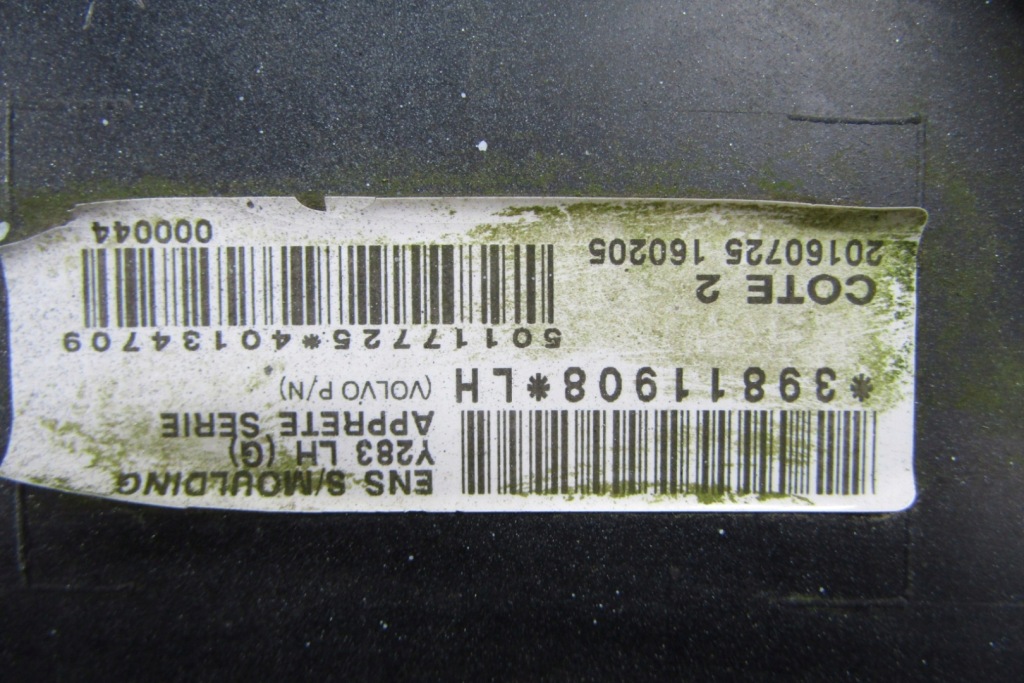 ENS S/MOULDING
Y283 LH (G)
APPRETE SERIE
*39811908*LH (VOLVO P/N)
50117725*40134709
COTE 2
20160725 160205
000044